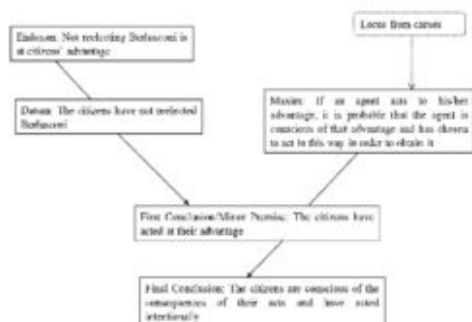 Endoxon: Not reelecting Berlusconi is
at citizens' advantage
Locus from causes
Datum: The citizens have not reelected
Berlusconi
Maxim: If an agent acts to his/her
advantage, it is probable that the agent is
conscious of that advantage and has chosen
to act in this way in order to obtain it
First Conclusion/Minor Premise: The citizens have
acted at their advantage
Final Conclusion: The citizens are conscious of the
consequences of their acts and have acted
intentionally